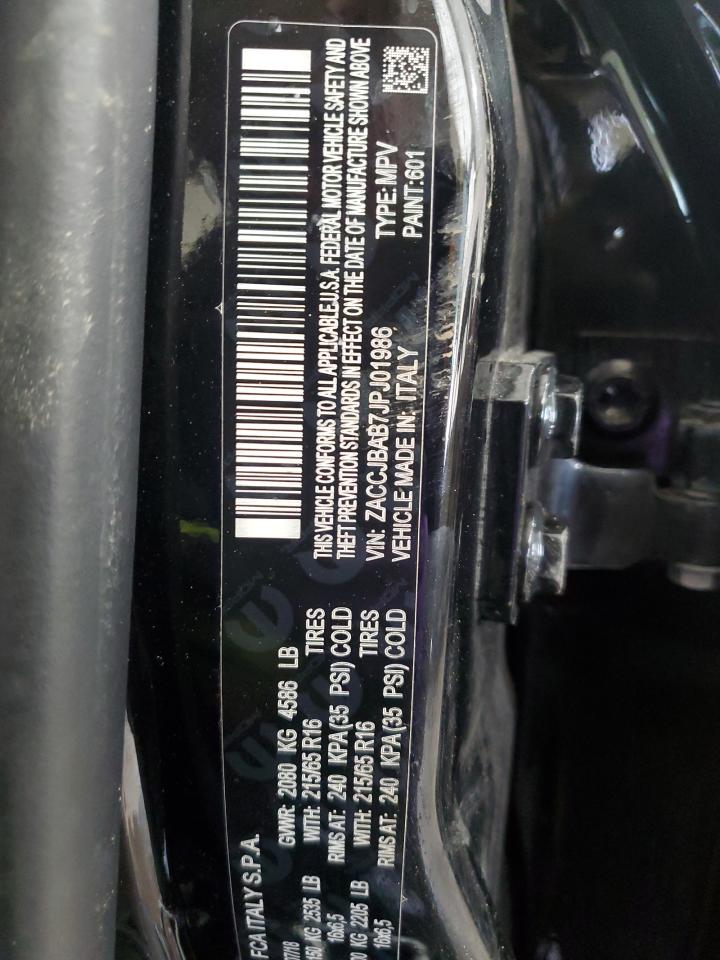 FCA ITALY S.P.A.
GVWR: 2080 KG 4586 LB
KG 2535 LB WITH: 215/65 R16 TIRES
16x6,5 RIMS AT: 240 KPA(35 PSI) COLD
KG 2205 LB WITH: 215/65 R16 TIRES
16x6,5 RIMS AT: 240 KPA(35 PSI) COLD
THIS VEHICLE CONFORMS TO ALL APPLICABLE U.S.A. FEDERAL MOTOR VEHICLE SAFETY AND
THEFT PREVENTION STANDARDS IN EFFECT ON THE DATE OF MANUFACTURE SHOWN ABOVE
VIN: ZACCJBAB7JPJ01986 TYPE: MPV
VEHICLE MADE IN: ITALY PAINT:601